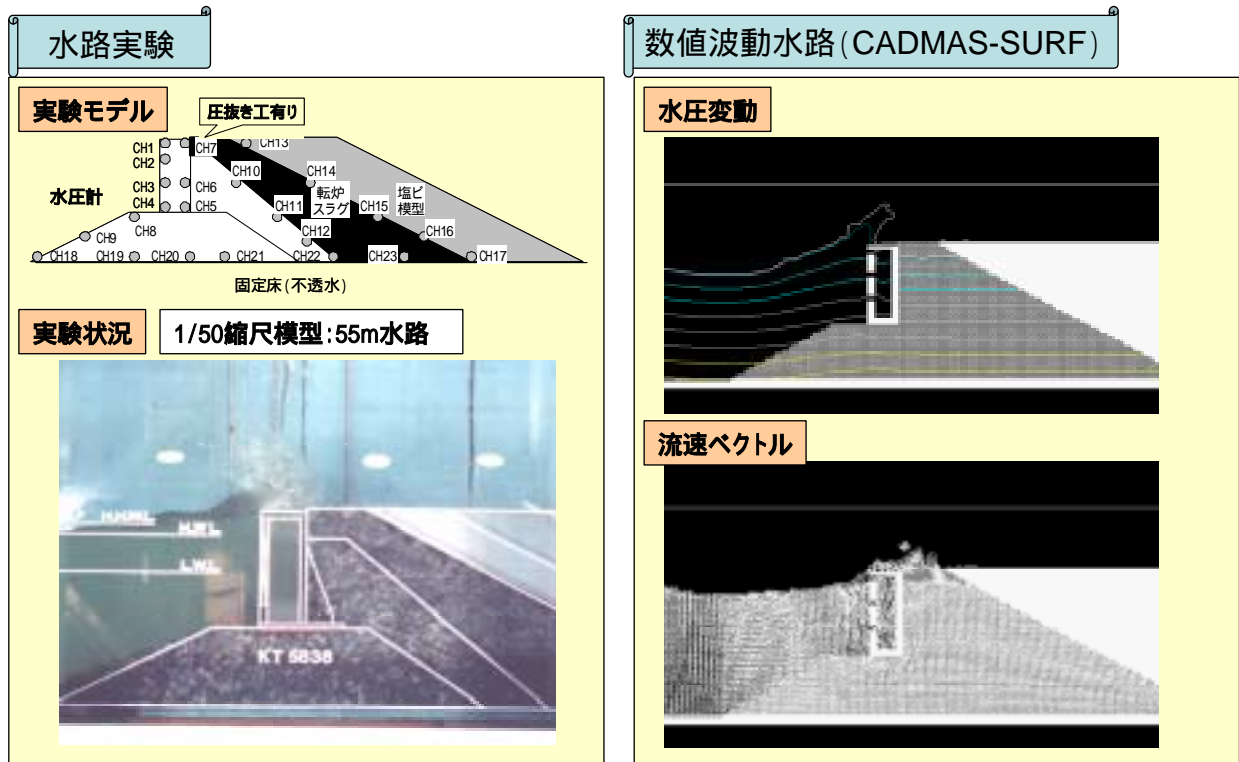 水路実験
実験モデル
圧抜き工有り
CH1
CH7
CH13
CH2
CH10
CH14
水圧計
CH3
CH6
転炉
スラグ
塩ビ
模型
CH4
CH5
CH11
CH15
CH8
CH9
CH12
CH16
CH18
CH19
CH20
CH21
CH22
CH23
CH17
固定床(不透水)
実験状況
1/50縮尺模型:55m水路
H.H.W.L
H.W.L
L.W.L
KT 5838
数値波動水路(CADMAS-SURF)
水圧変動
流速ベクトル